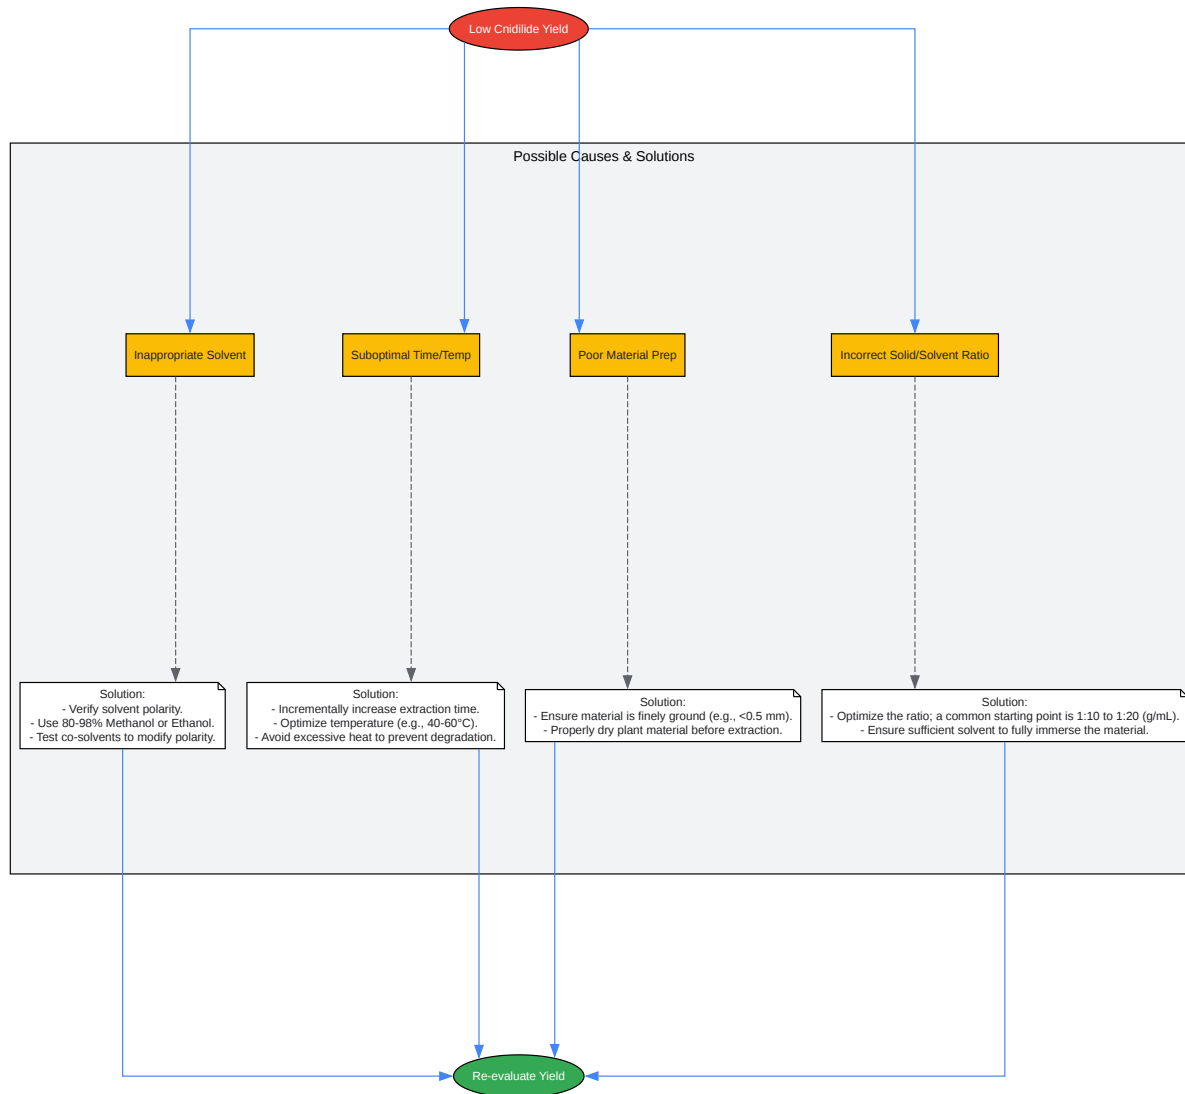 Low Cnidilide Yield
Possible Causes & Solutions
Inappropriate Solvent
Suboptimal Time/Temp
Poor Material Prep
Incorrect Solid/Solvent Ratio
Solution:
- Verify solvent polarity.
- Use 80-98% Methanol or Ethanol.
- Test co-solvents to modify polarity.
Solution:
- Incrementally increase extraction time.
- Optimize temperature (e.g., 40-60°C).
- Avoid excessive heat to prevent degradation.
Solution:
- Ensure material is finely ground (e.g., <0.5 mm).
- Properly dry plant material before extraction.
Solution:
- Optimize the ratio; a common starting point is 1:10 to 1:20 (g/mL).
- Ensure sufficient solvent to fully immerse the material.
Re-evaluate Yield